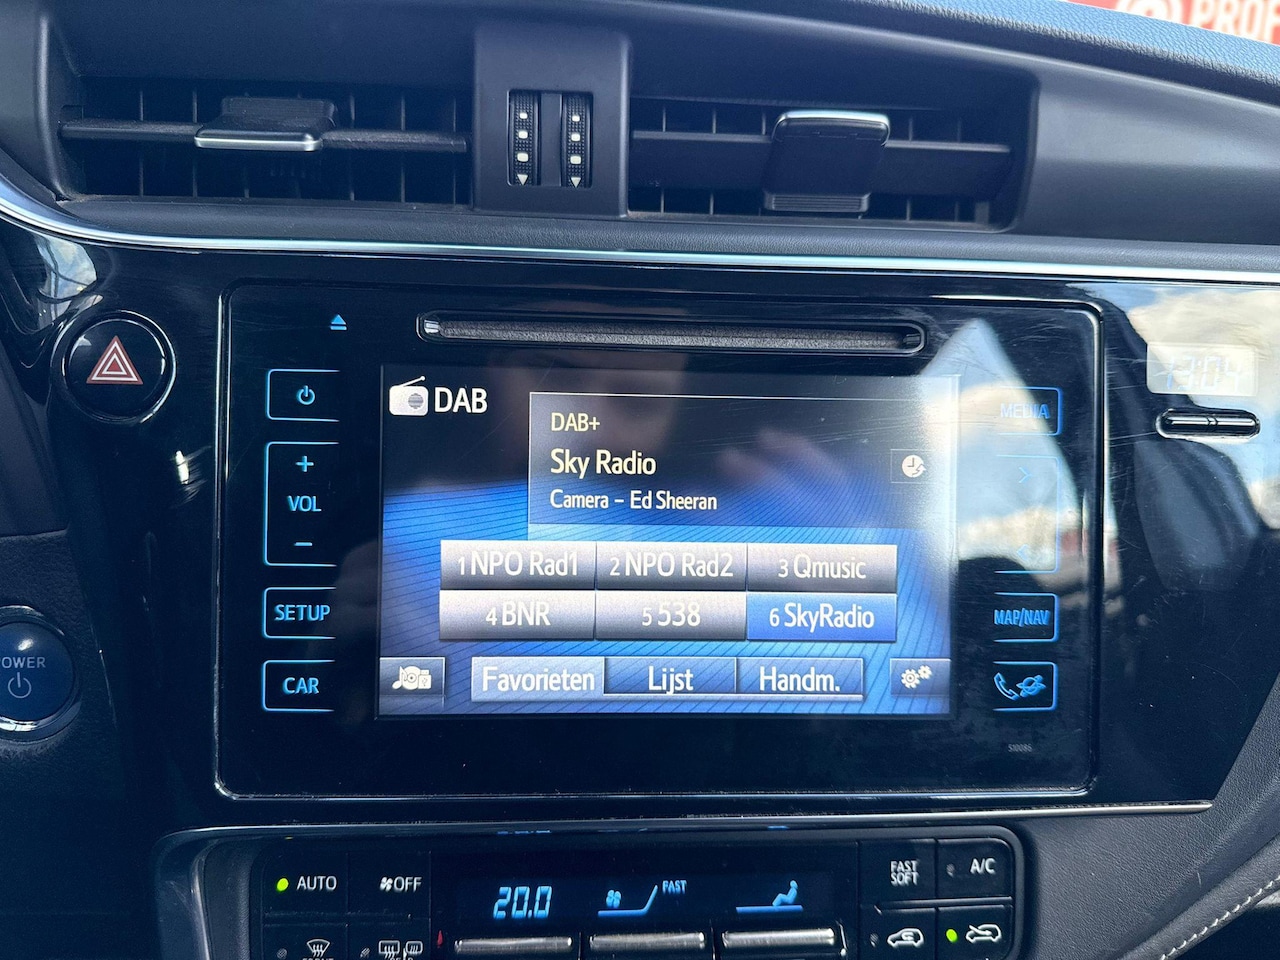 PROF
DAB
DAB+
Sky Radio
Camera – Ed Sheeran
1 NPO Rad1
2 NPO Rad2
3 Qmusic
4 BNR
5 538
6 SkyRadio
Favorieten
Lijst
Handm.
VOL
SETUP
CAR
MEDIA
MAP/NAV
POWER
AUTO
OFF
20.0
FAST
FAST
SOFT
A/C